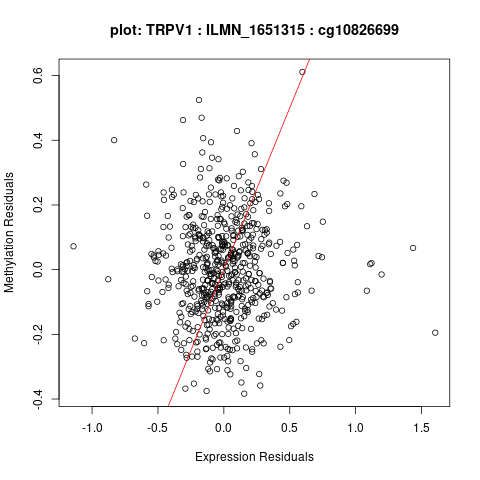 plot: TRPV1 : ILMN_1651315 : cg10826699
Methylation Residuals
0.6
0.4
0.2
0.0
-0.2
-0.4
-1.0 -0.5 0.0 0.5 1.0 1.5
Expression Residuals